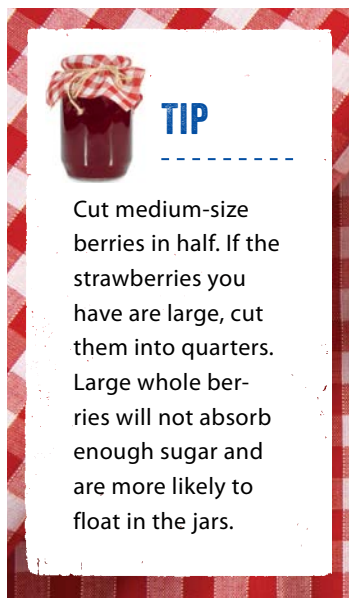 TIP
Cut medium-size
berries in half. If the
strawberries you
have are large, cut
them into quarters.
Large whole ber-
ries will not absorb
enough sugar and
are more likely to
float in the jars.